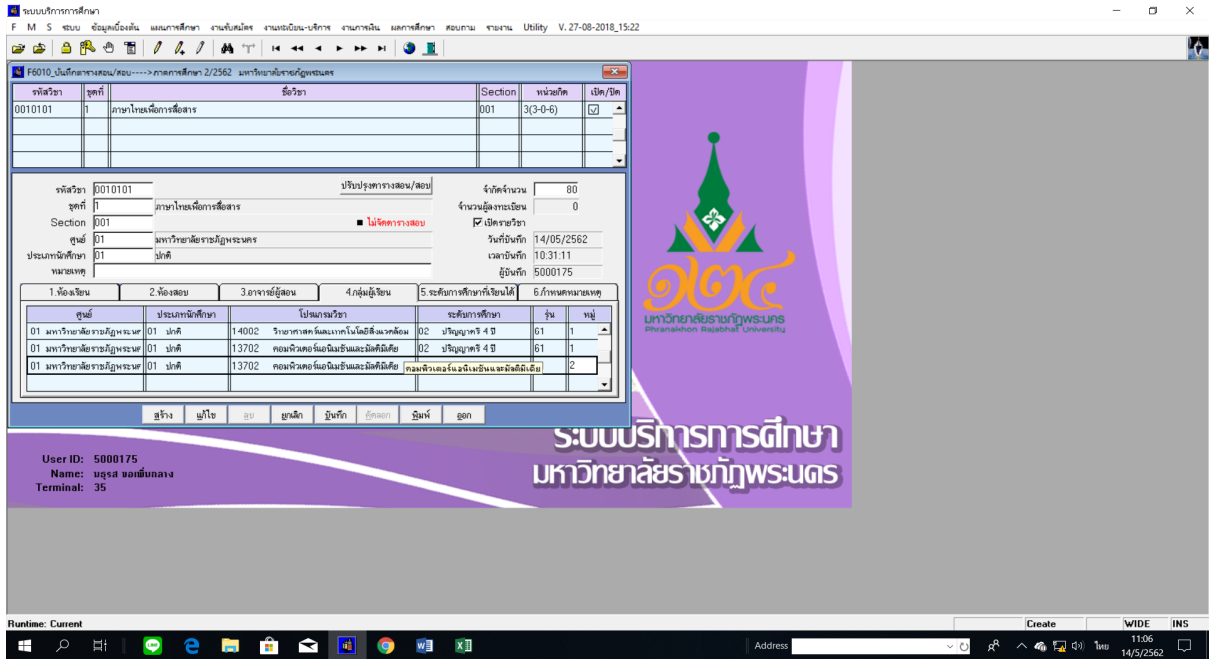 ระบบบริการการศึกษา
F M S ระบบ ข้อมูลเบื้องต้น แผนการศึกษา งานรับสมัคร งานทะเบียน-บริการ งานการเงิน ผลการศึกษา สอบถาม รายงาน Utility V. 27-08-2018_15:22
F6010_บันทึกตารางสอน/สอบ---->ภาคการศึกษา 2/2562 มหาวิทยาลัยราชภัฏพระนคร
รหัสวิชา ชุดที่ ชื่อวิชา Section หน่วยกิต เปิด/ปิด
0010101 1 ภาษาไทยเพื่อการสื่อสาร 001 3(3-0-6)
รหัสวิชา 0010101 ปรับปรุงตารางสอน/สอบ จำกัดจำนวน 80
ชุดที่ 1 ภาษาไทยเพื่อการสื่อสาร จำนวนผู้ลงทะเบียน 0
Section 001 ไม่จัดตารางสอบ เปิดรายวิชา
ศูนย์ 01 มหาวิทยาลัยราชภัฏพระนคร วันที่บันทึก 14/05/2562
ประเภทนักศึกษา 01 ปกติ เวลาบันทึก 10:31:11
หมายเหตุ ผู้บันทึก 5000175
1.ห้องเรียน 2.ห้องสอบ 3.อาจารย์ผู้สอน 4.กลุ่มผู้เรียน 5.ระดับการศึกษาที่เรียนได้ 6.กำหนดหมายเหตุ
ศูนย์ ประเภทนักศึกษา โปรแกรมวิชา ระดับการศึกษา รุ่น หมู่
01 มหาวิทยาลัยราชภัฏพระนค 01 ปกติ 14002 วิทยาศาสตร์และเทคโนโลยีสิ่งแวดล้อม 02 ปริญญาตรี 4 ปี 61 1
01 มหาวิทยาลัยราชภัฏพระนค 01 ปกติ 13702 คอมพิวเตอร์แอนิเมชันและมัลติมีเดีย 02 ปริญญาตรี 4 ปี 61 1
01 มหาวิทยาลัยราชภัฏพระนค 01 ปกติ 13702 คอมพิวเตอร์แอนิเมชันและมัลติมีเดีย คอมพิวเตอร์แอนิเมชันและมัลติมีเดีย 2
สร้าง แก้ไข ลบ ยกเลิก บันทึก คัดลอก พิมพ์ ออก
๑๒๔
มหาวิทยาลัยราชภัฏพระนคร
Phranakhon Rajabhat University
ระบบบริการการศึกษา
มหาวิทยาลัยราชภัฏพระนคร
User ID: 5000175
Name:
Terminal: 35
Runtime: Current Create WIDE INS
Address ไทย 11:06
14/5/2562